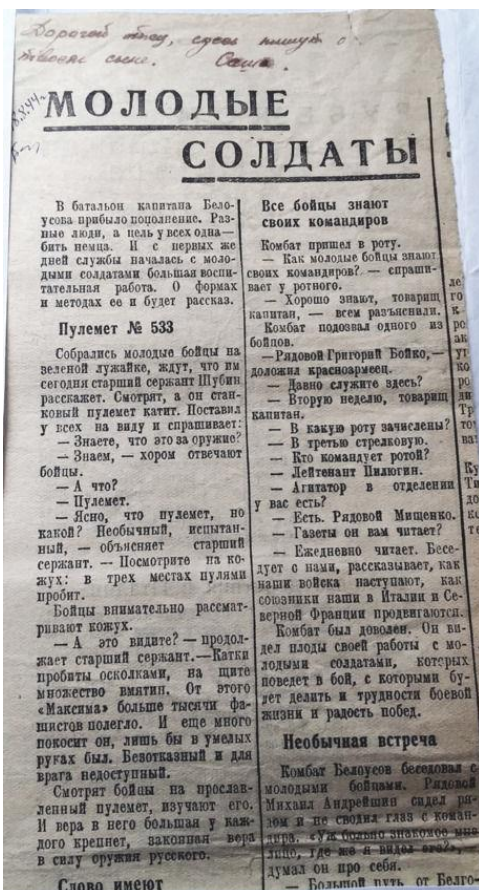 Дорогой отец, здесь пишут о
твоем сыне. Саша.
МОЛОДЫЕ
СОЛДАТЫ
В батальон капитана Бело-
усова прибыло пополнение. Раз-
ные люди, а цель у всех одна—
бить немца. И с первых же
дней службы началась с моло-
дыми солдатами большая воспи-
тательная работа. О формах
и методах ее и будет рассказ.
Пулемет № 533
Собрались молодые бойцы на
зеленой лужайке, ждут, что им
сегодня старший сержант Шубин
расскажет. Смотрят, а он стан-
ковый пулемет катит. Поставил
у всех на виду и спрашивает:
— Знаете, что это за оружие?
— Знаем, — хором отвечают
бойцы.
— А что?
— Пулемет.
— Ясно, что пулемет, но
какой? Необычный, испытан-
ный, — объясняет старший
сержант. — Посмотрите на ко-
жух: в трех местах пулями
пробит.
Бойцы внимательно рассмат-
ривают кожух.
— А это видите? — продол-
жает старший сержант.—Катки
пробиты осколками, на щите
множество вмятин. От этого
«Максима» больше тысячи фа-
шистов полегло. И еще много
покосит он, лишь бы в умелых
руках был. Безотказный и для
врага недоступный.
Смотрят бойцы на прослав-
ленный пулемет, изучают его.
И вера в него большая у каж-
дого крепнет, законная вера
в силу оружия русского.
Слово имеют
Все бойцы знают
своих командиров
Комбат пришел в роту.
— Как молодые бойцы знают
своих командиров? — спраши-
вает у ротного.
— Хорошо знают, товарищ
капитан, — всем разъяснили.
Комбат подозвал одного из
бойцов.
—Рядовой Григорий Бойко,—
доложил красноармеец.
— Давно служите здесь?
— Вторую неделю, товарищ
капитан.
— В какую роту зачислены?
— В третью стрелковую.
— Кто командует ротой?
— Лейтенант Пилюгин.
— Агитатор в отделении
у вас есть?
— Есть. Рядовой Мищенко.
— Газеты он вам читает?
— Ежедневно читает. Бесе-
дует с нами, рассказывает, как
наши войска наступают, как
союзники наши в Италии и Се-
верной Франции продвигаются.
Комбат был доволен. Он ви-
дел плоды своей работы с мо-
лодыми солдатами, которых
поведет в бой, с которыми бу-
дет делить и трудности боевой
жизни и радость побед.
Необычная встреча
Комбат Белоусов беседовал с
молодыми бойцами. Рядовой
Михаил Андрейшин сидел ря-
дом и не сводил глаз с коман-
дира. «Уж больно знакомое мне
лицо, где же я видел его?»,—
думал он про себя.
— Большой путь от Белго-